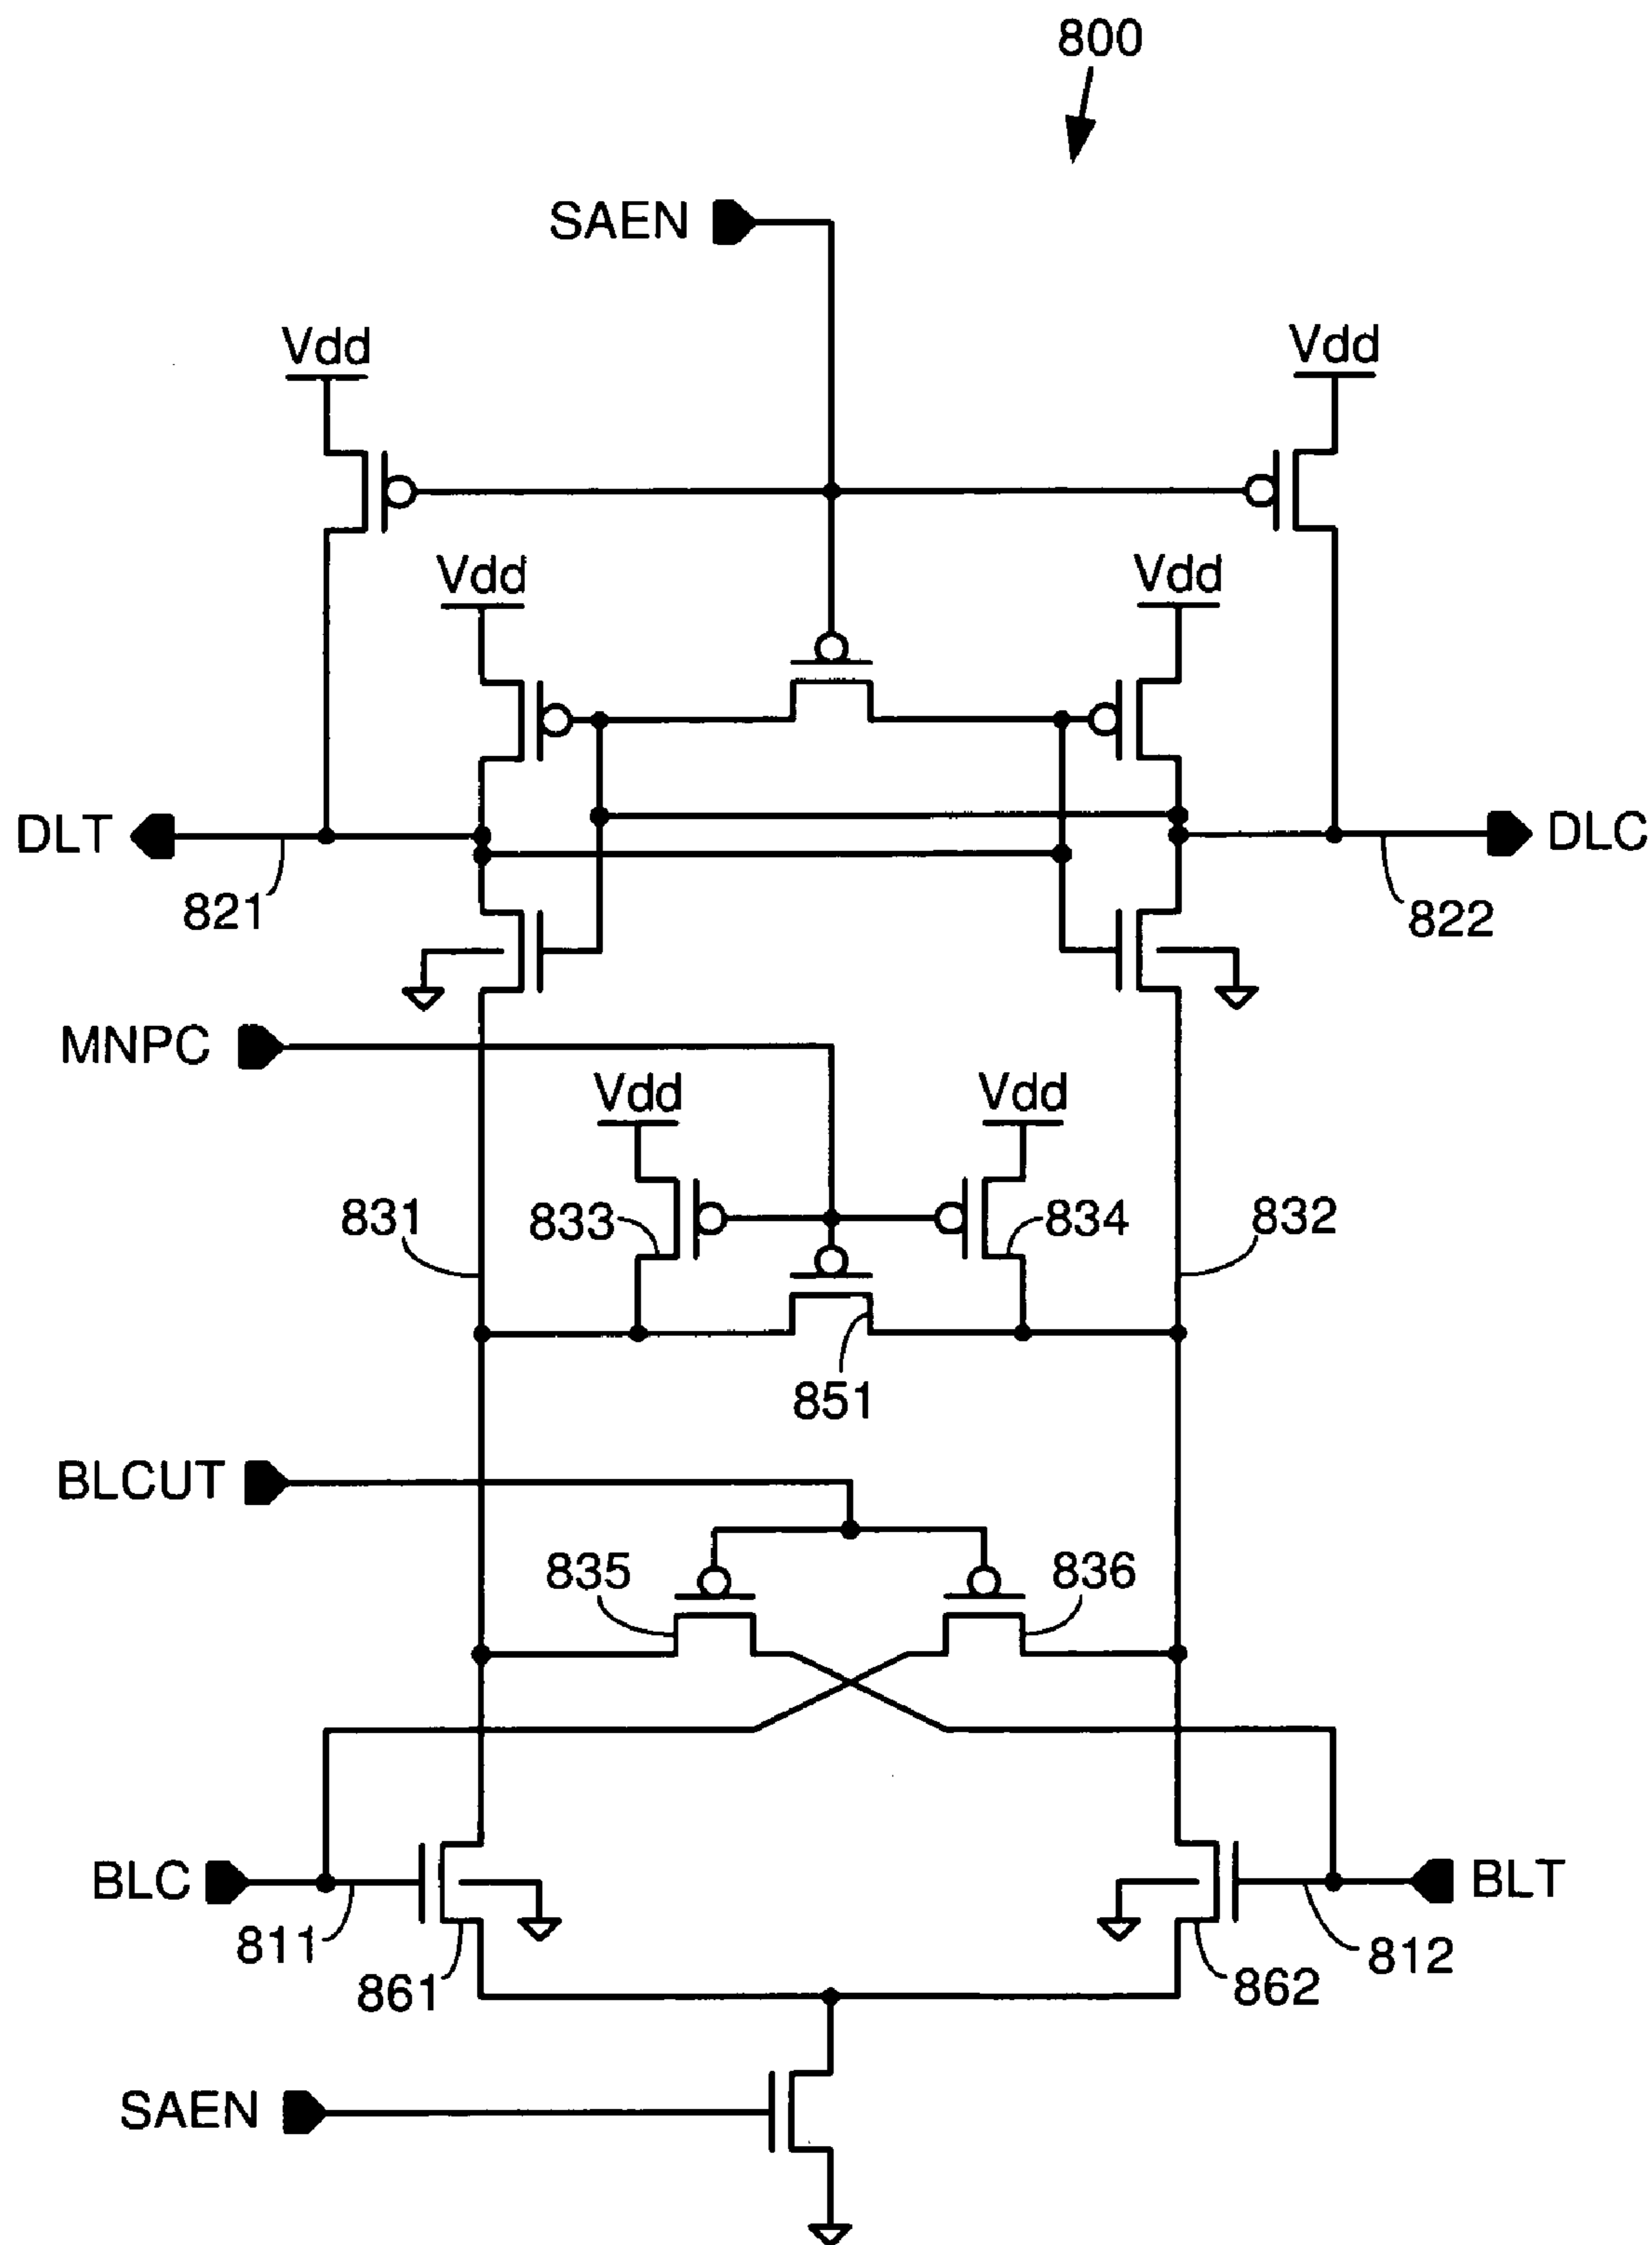 800
SAEN
Vdd
Vdd
Vdd
Vdd
DLT
DLC
821
822
MNPC
Vdd
Vdd
831
833
834
832
851
BLCUT
835
836
BLC
BLT
811
812
861
862
SAEN